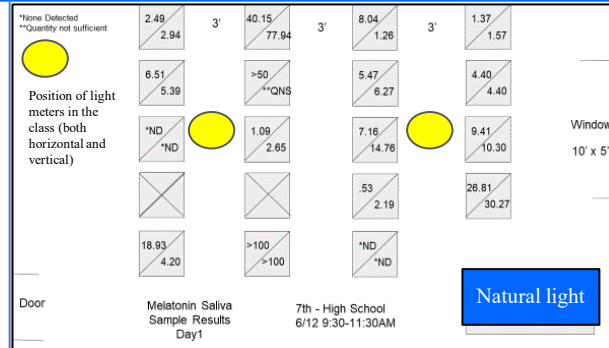 *None Detected
**Quantity not sufficient
2.49
2.94
3'
40.15
77.94
3'
8.04
1.26
3'
1.37
1.57
Position of light
meters in the
class (both
horizontal and
vertical)
6.51
5.39
>50
**QNS
5.47
6.27
4.40
4.40
*ND
*ND
1.09
2.65
7.16
14.76
9.41
10.30
Window
10' x 5'
.53
2.19
26.81
30.27
18.93
4.20
>100
>100
*ND
*ND
Door
Melatonin Saliva
Sample Results
Day1
7th - High School
6/12 9:30-11:30AM
Natural light